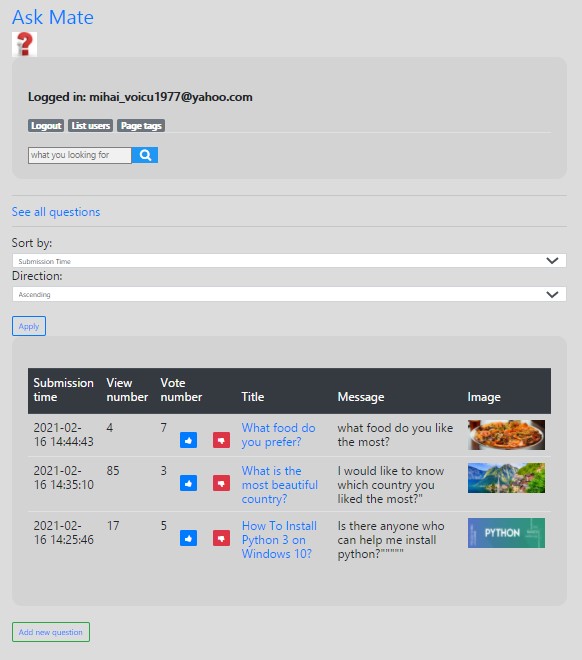 Ask Mate
Logged in: mihai_voicu1977@yahoo.com
Logout List users Page tags
what you looking for
See all questions
Sort by:
Submission Time
Direction:
Ascending
Apply
Submission time View number Vote number Title Message Image
2021-02-
16 14:44:43
4
7
What food do
you prefer?
what food do you like
the most?
2021-02-
16 14:35:10
85
3
What is the
most beautiful
country?
I would like to know
which country you
liked the most?"
2021-02-
16 14:25:46
17
5
How To Install
Python 3 on
Windows 10?
Is there anyone who
can help me install
python?"""""
PYTHON
Add new question